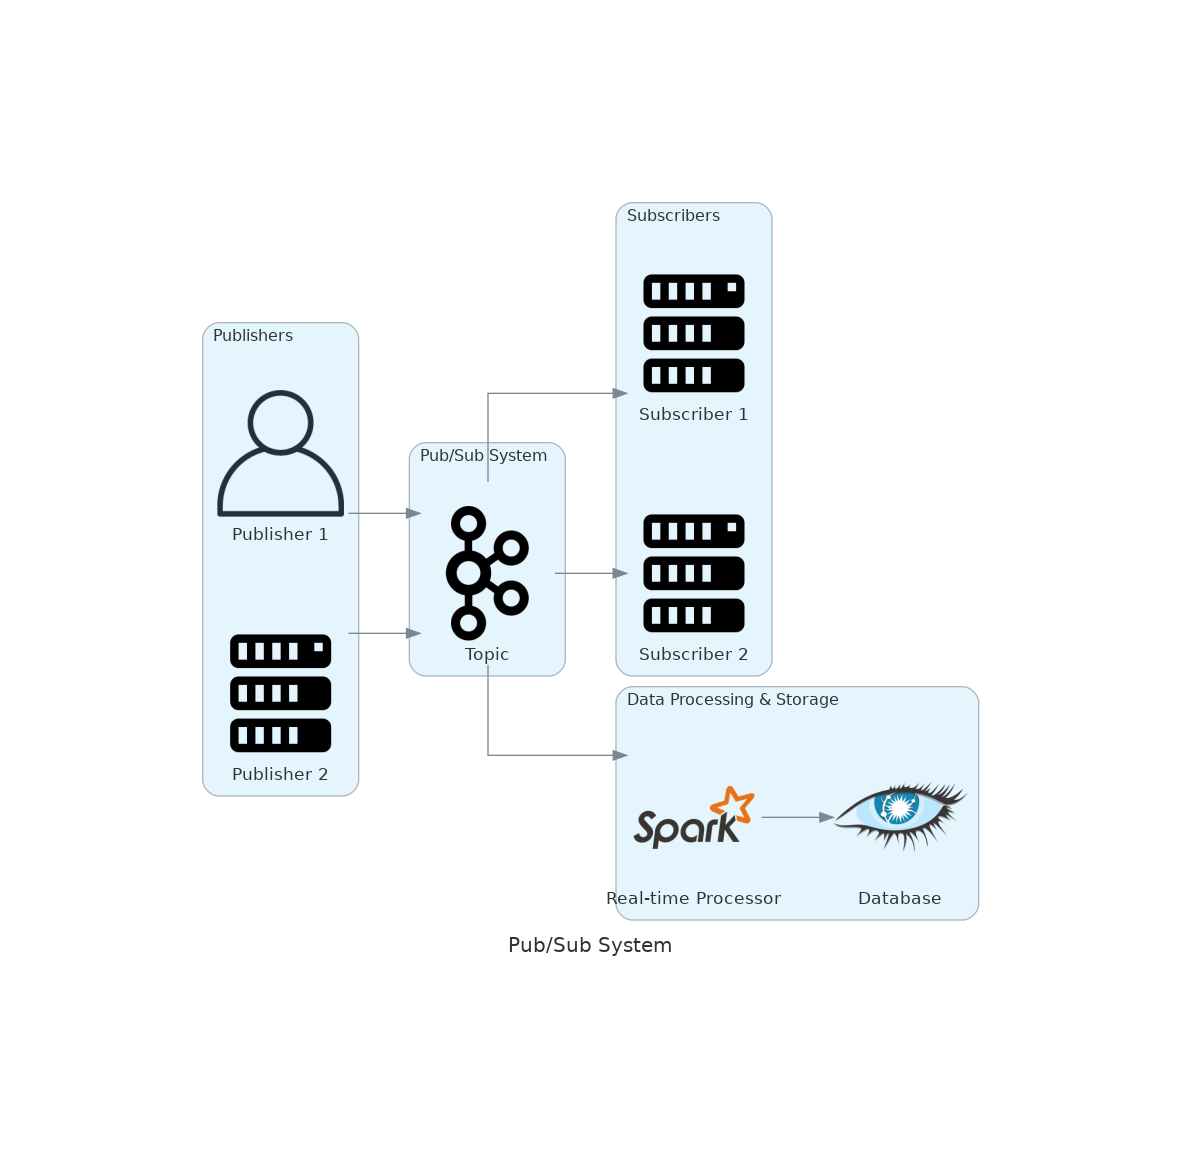 Subscribers
Subscriber 1
Subscriber 2
Publishers
Publisher 1
Publisher 2
Pub/Sub System
Topic
Data Processing & Storage
Spark
Real-time Processor
Database
Pub/Sub System